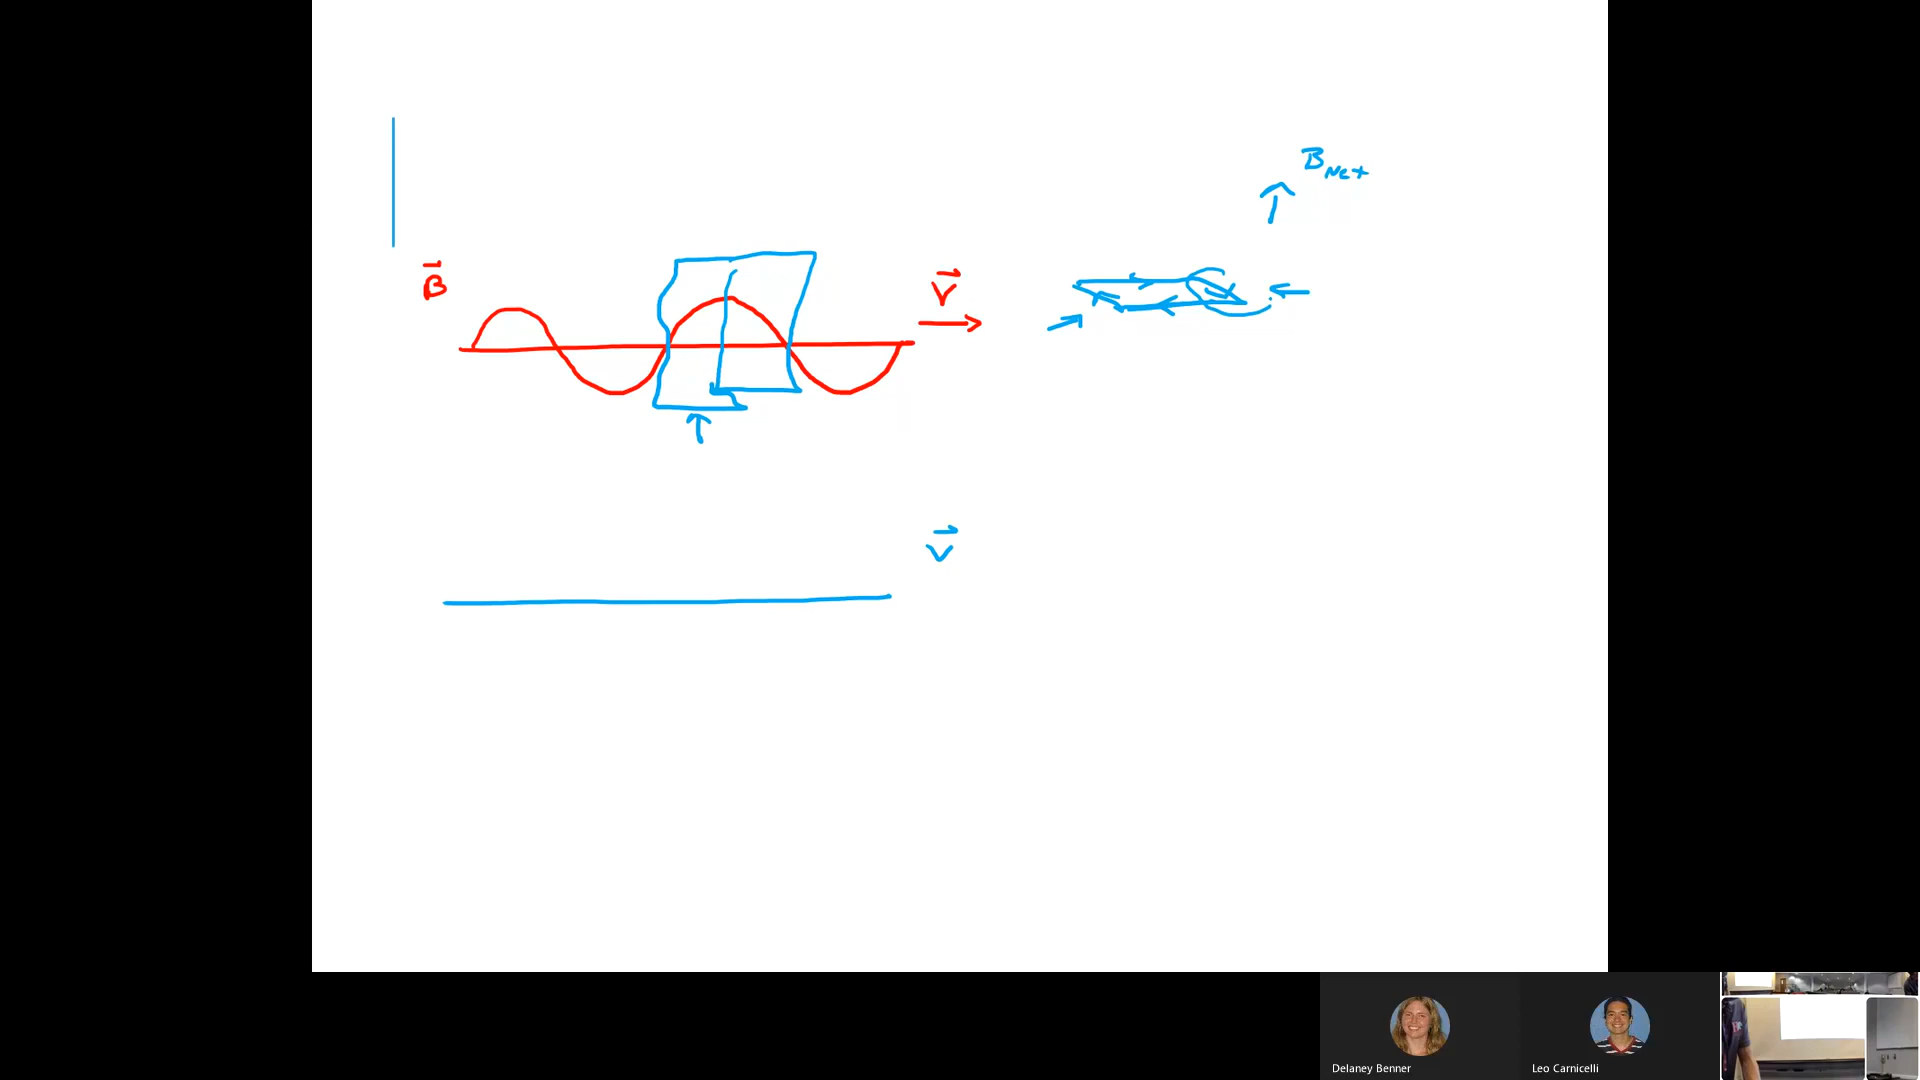 B_Net
B⃗
V⃗
V⃗
Delaney Benner
Leo Carnicelli